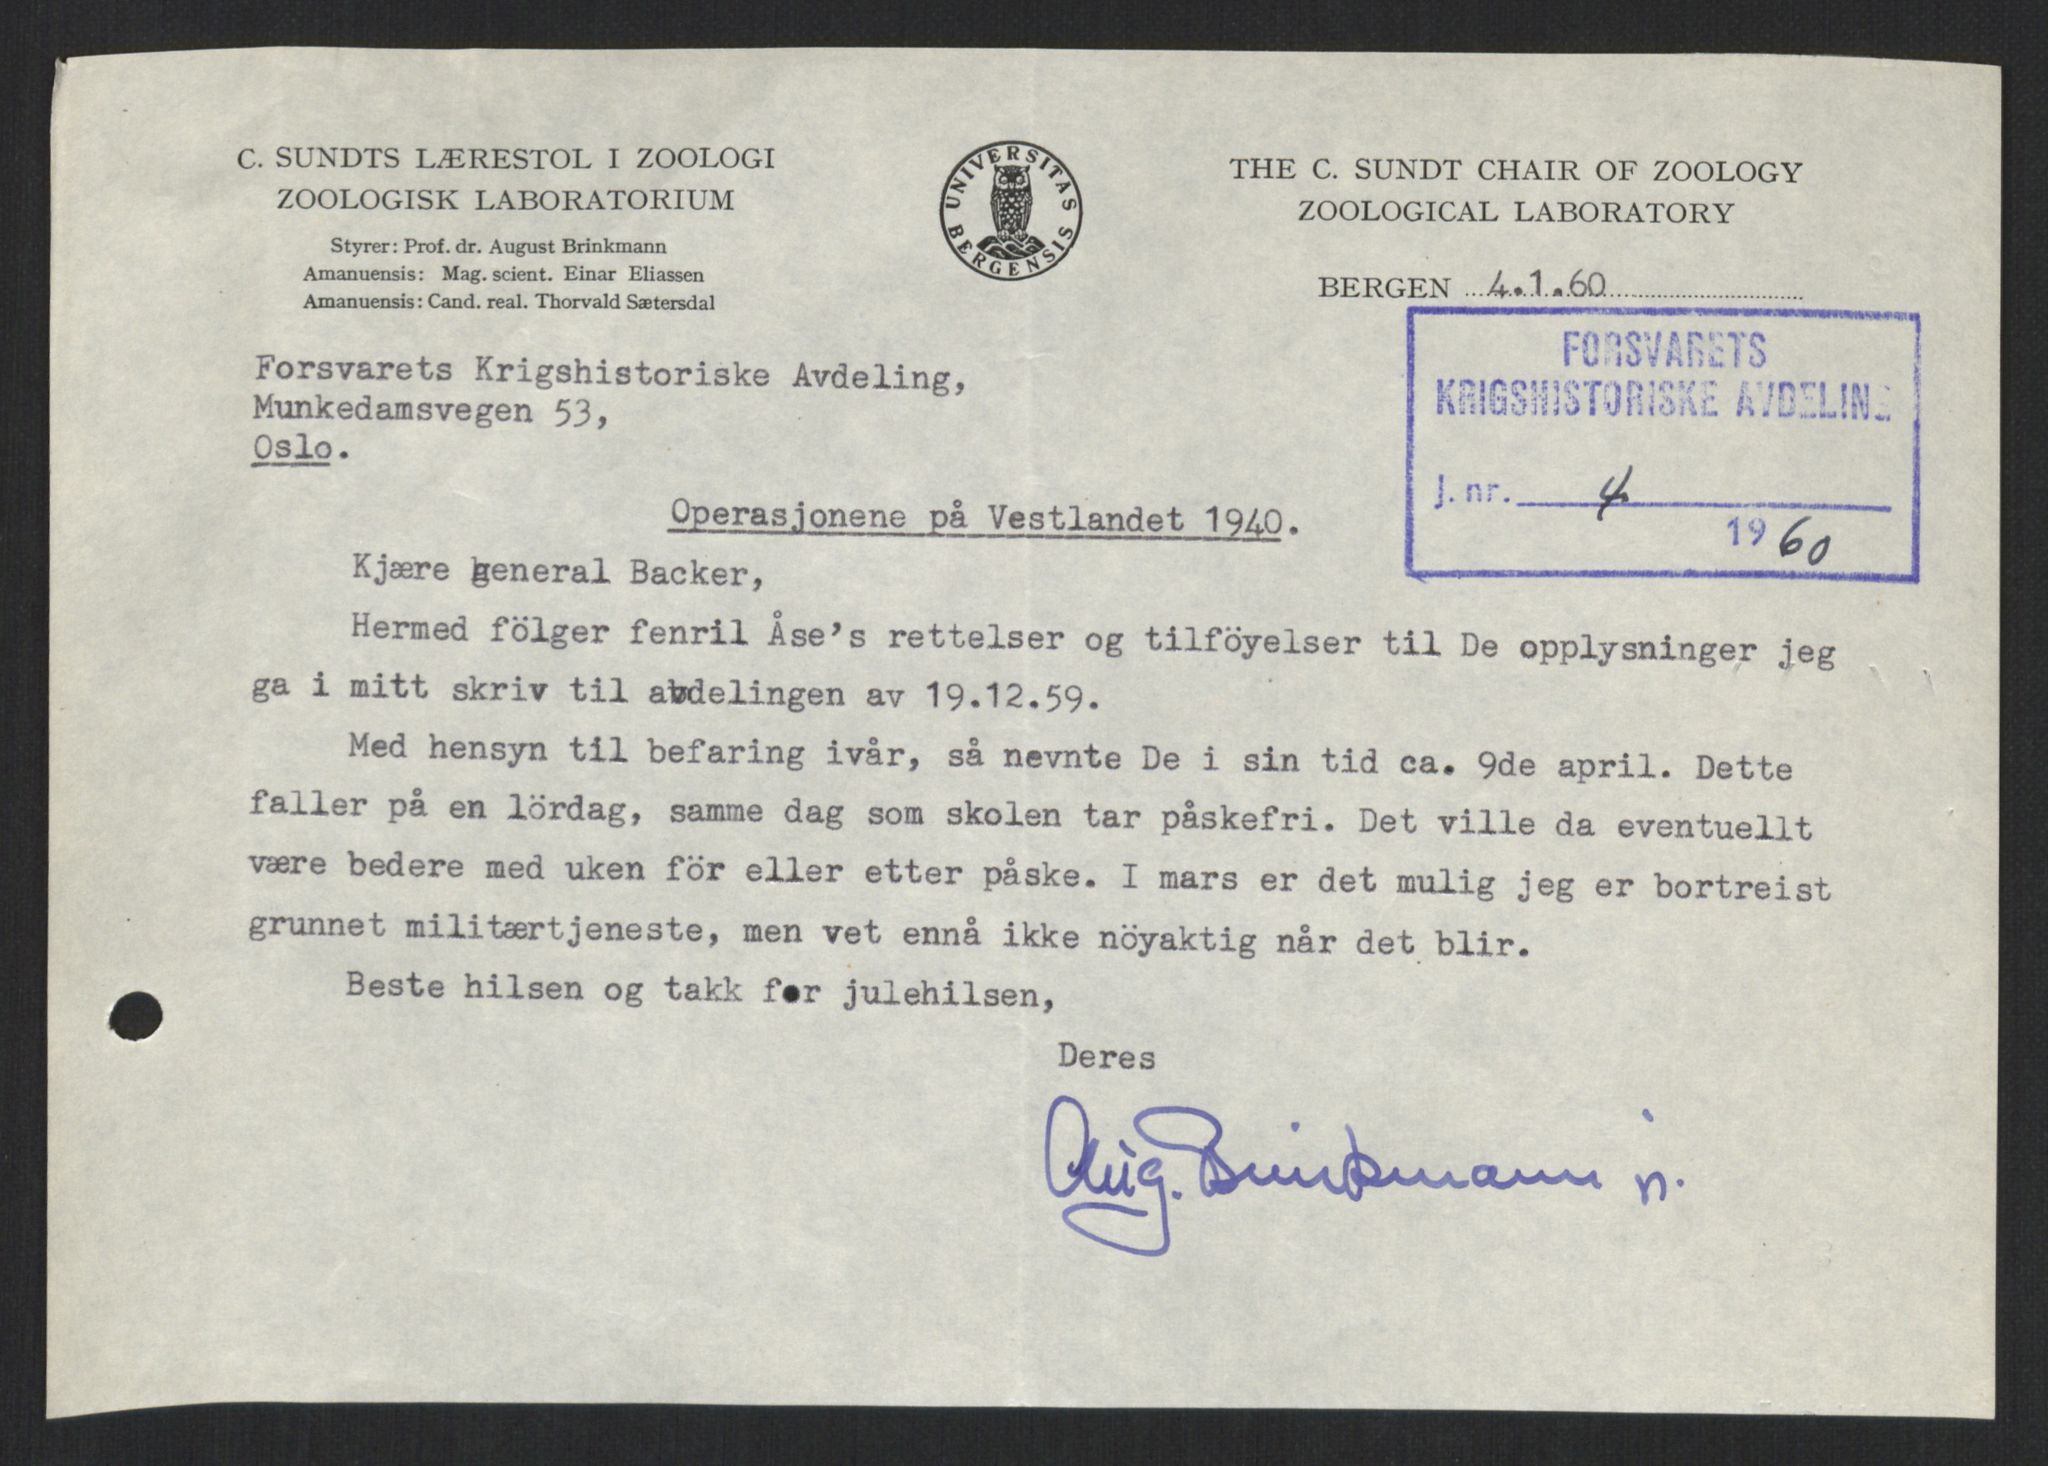 C. SUNDTS LÆRESTOL I ZOOLOGI
ZOOLOGISK LABORATORIUM
Styrer: Prof. dr. August Brinkmann
Amanuensis: Mag. scient. Einar Eliassen
Amanuensis: Cand. real. Thorvald Sætersdal
UNIVERSITAS BERGENSIS
THE C. SUNDT CHAIR OF ZOOLOGY
ZOOLOGICAL LABORATORY
BERGEN 4.1.60
FORSVARETS
KRIGSHISTORISKE AVDELING
J. nr. 4
1960
Forsvarets Krigshistoriske Avdeling,
Munkedamsvegen 53,
Oslo.
Operasjonene på Vestlandet 1940.
Kjære general Backer,
Hermed fölger fenril Åse's rettelser og tilföyelser til De opplysninger jeg
ga i mitt skriv til avdelingen av 19.12.59.
Med hensyn til befaring ivår, så nevnte De i sin tid ca. 9de april. Dette
faller på en lördag, samme dag som skolen tar påskefri. Det ville da eventuellt
være bedere med uken för eller etter påske. I mars er det mulig jeg er bortreist
grunnet militærtjeneste, men vet ennå ikke nöyaktig når det blir.
Beste hilsen og takk for julehilsen,
Deres
Aug. Brinkmann jr.